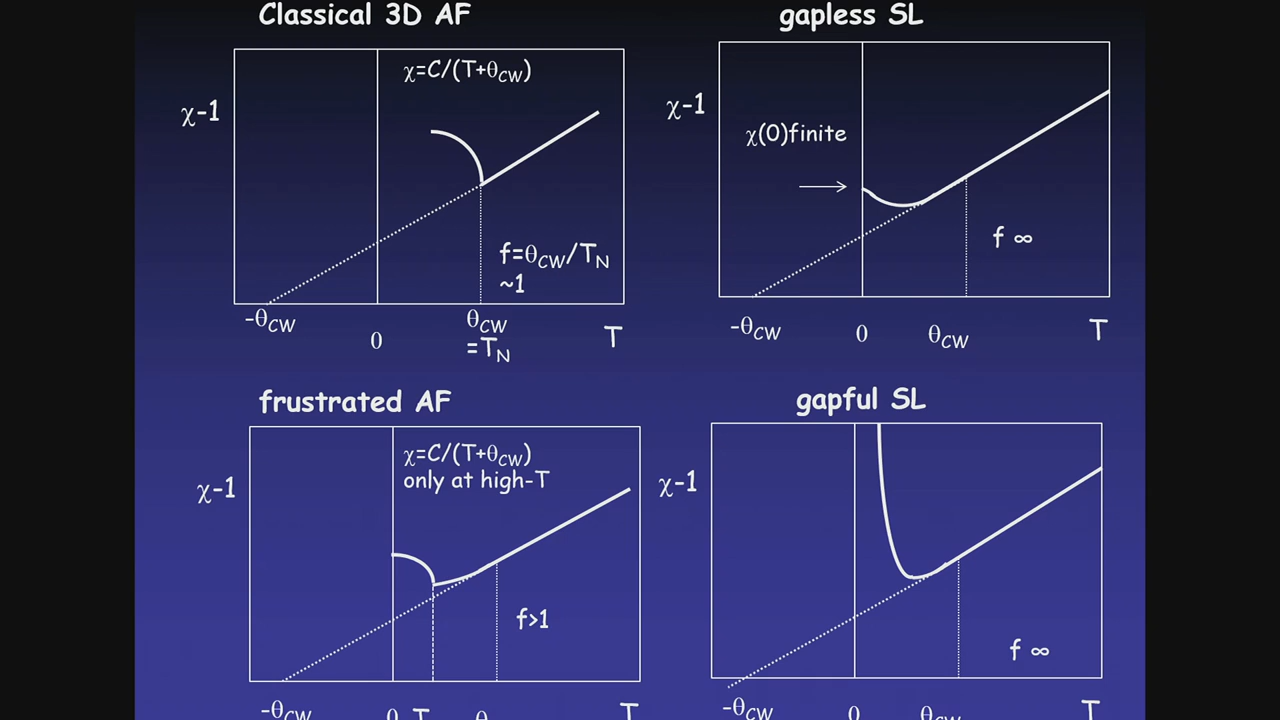 Classical 3D AF
χ=C/(T+θCW)
χ-1
f=θCW/TN
~1
-θCW
0
θCW
=TN
T
gapless SL
χ-1
χ(0)finite
f ∞
-θCW
0
θCW
T
frustrated AF
χ=C/(T+θCW)
only at high-T
χ-1
f>1
-θCW
0
T
θ
T
gapful SL
χ-1
f ∞
-θCW
0
θCW
T